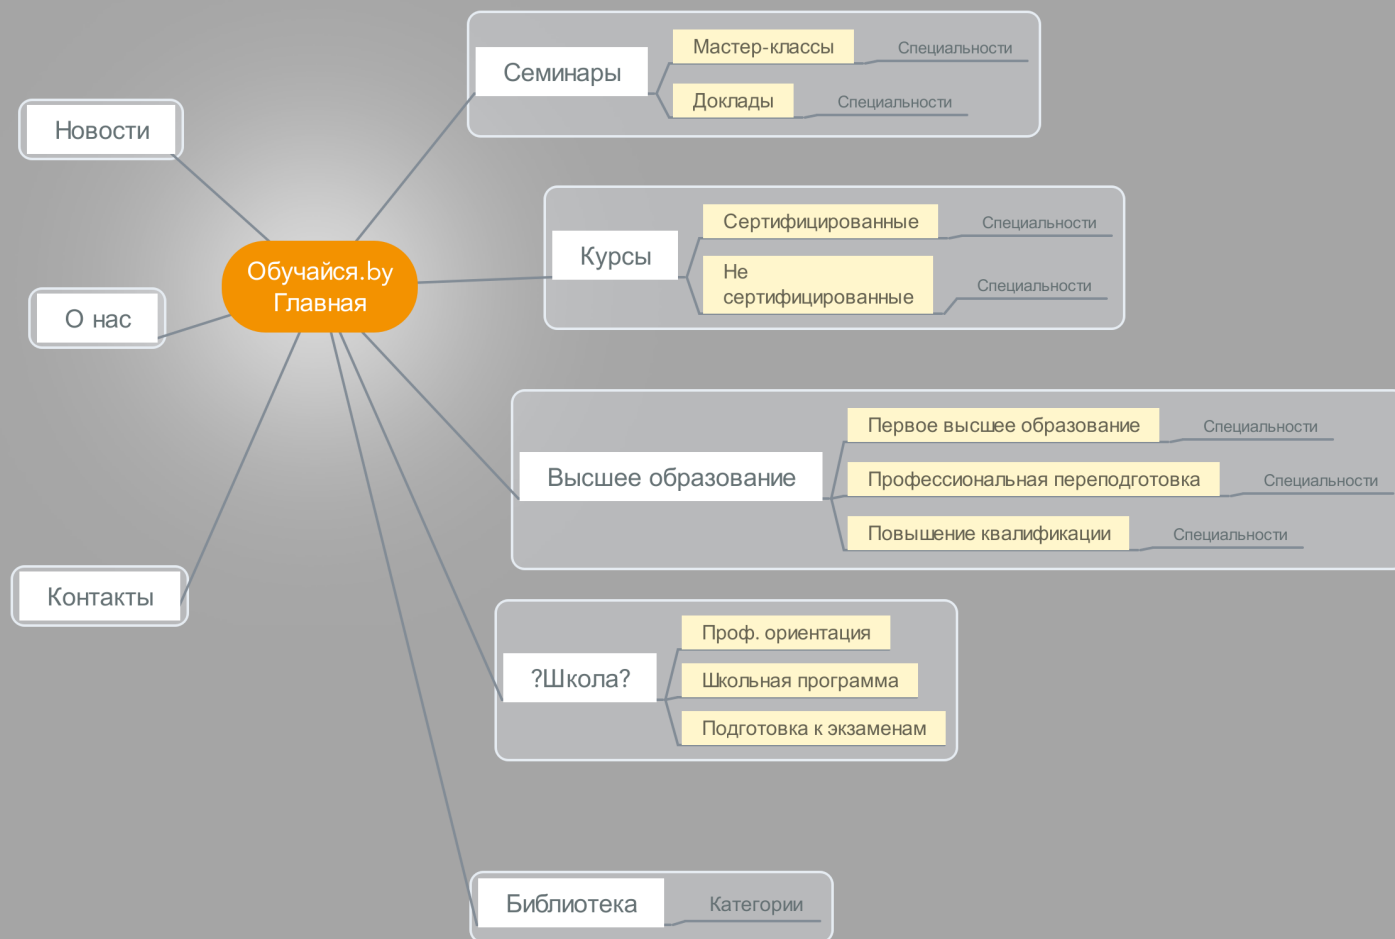 Обучайся.by
Главная
Новости
О нас
Контакты
Семинары
Мастер-классы
Специальности
Доклады
Специальности
Курсы
Сертифицированные
Специальности
Не
сертифицированные
Специальности
Высшее образование
Первое высшее образование
Специальности
Профессиональная переподготовка
Специальности
Повышение квалификации
Специальности
?Школа?
Проф. ориентация
Школьная программа
Подготовка к экзаменам
Библиотека
Категории